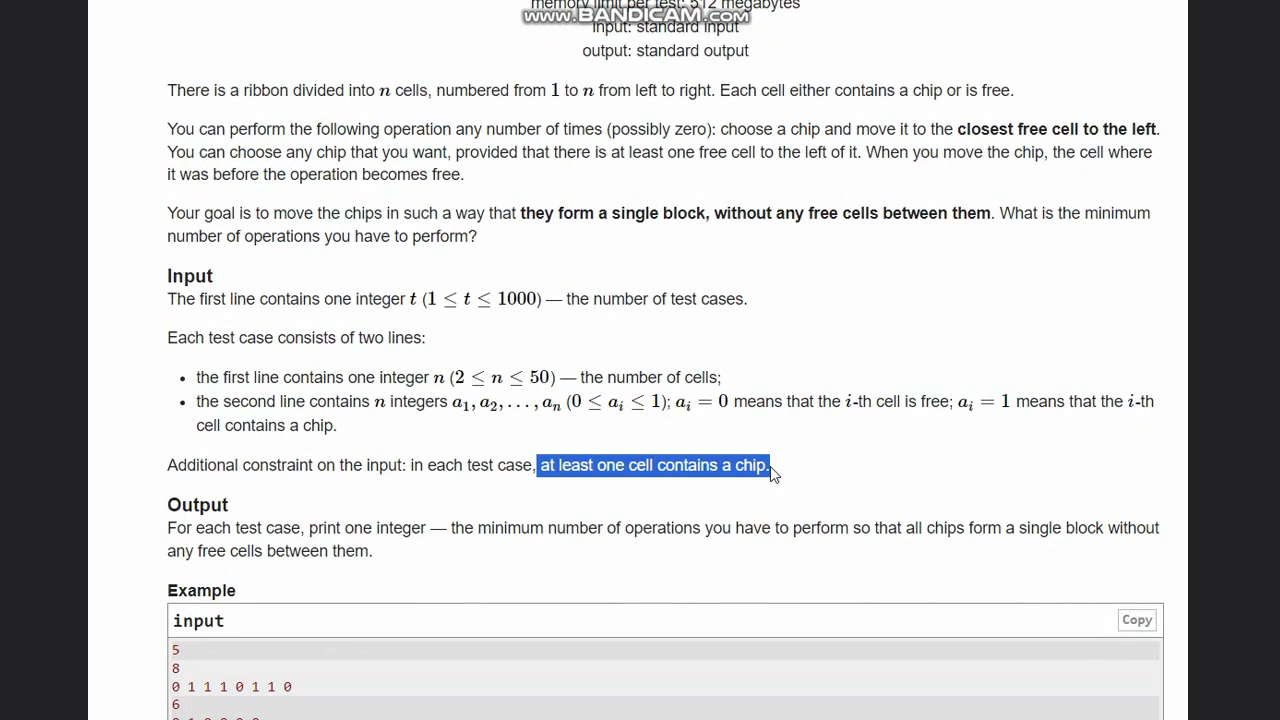 memory limit per test: 512 megabytes
www.BANDICAM.com
input: standard input
output: standard output
There is a ribbon divided into n cells, numbered from 1 to n from left to right. Each cell either contains a chip or is free.
You can perform the following operation any number of times (possibly zero): choose a chip and move it to the closest free cell to the left.
You can choose any chip that you want, provided that there is at least one free cell to the left of it. When you move the chip, the cell where
it was before the operation becomes free.
Your goal is to move the chips in such a way that they form a single block, without any free cells between them. What is the minimum
number of operations you have to perform?
Input
The first line contains one integer t (1 ≤ t ≤ 1000) — the number of test cases.
Each test case consists of two lines:
• the first line contains one integer n (2 ≤ n ≤ 50) — the number of cells;
• the second line contains n integers a₁, a₂, . . . , aₙ (0 ≤ aᵢ ≤ 1); aᵢ = 0 means that the i-th cell is free; aᵢ = 1 means that the i-th
cell contains a chip.
Additional constraint on the input: in each test case, at least one cell contains a chip.
Output
For each test case, print one integer — the minimum number of operations you have to perform so that all chips form a single block without
any free cells between them.
Example
input
Copy
5
8
0 1 1 1 0 1 1 0
6